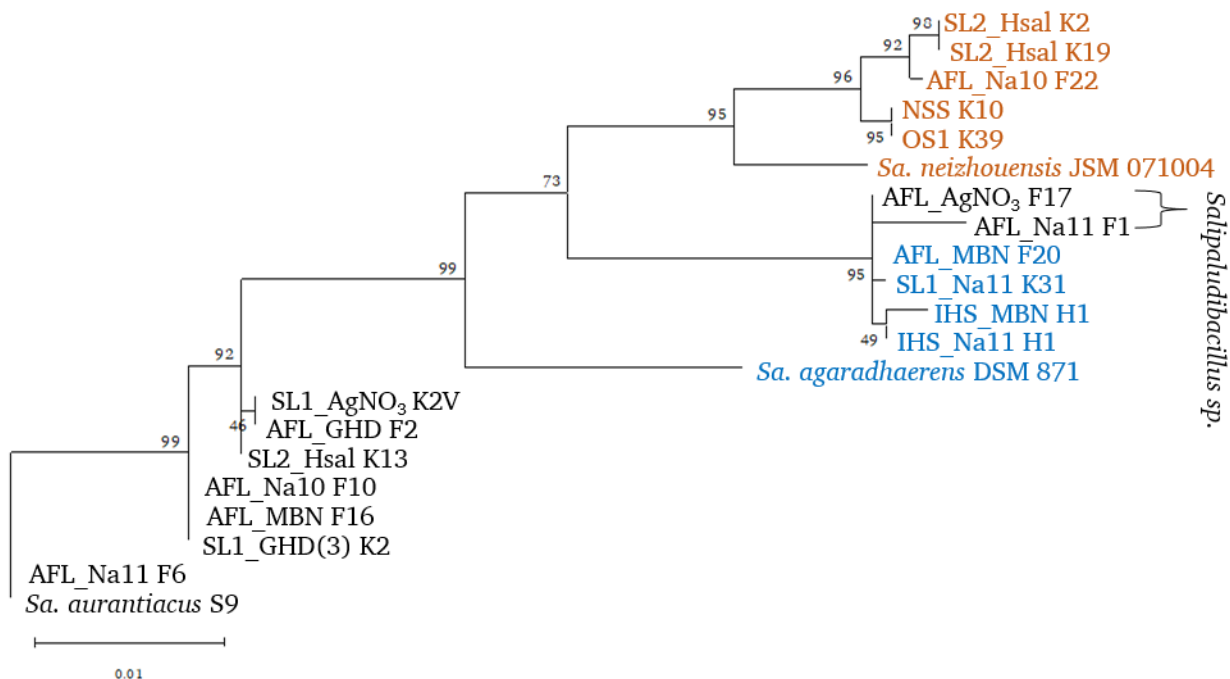 98
SL2_Hsal K2
SL2_Hsal K19
92
AFL_Na10 F22
96
NSS K10
95
OS1 K39
95
Sa. neizhouensis JSM 071004
73
AFL_AgNO₃ F17
AFL_Na11 F1
AFL_MBN F20
95
SL1_Na11 K31
IHS_MBN H1
49
IHS_Na11 H1
Salipaludibacillus sp.
99
Sa. agaradhaerens DSM 871
92
SL1_AgNO₃ K2V
46
AFL_GHD F2
99
SL2_Hsal K13
AFL_Na10 F10
AFL_MBN F16
SL1_GHD(3) K2
AFL_Na11 F6
Sa. aurantiacus S9
0.01